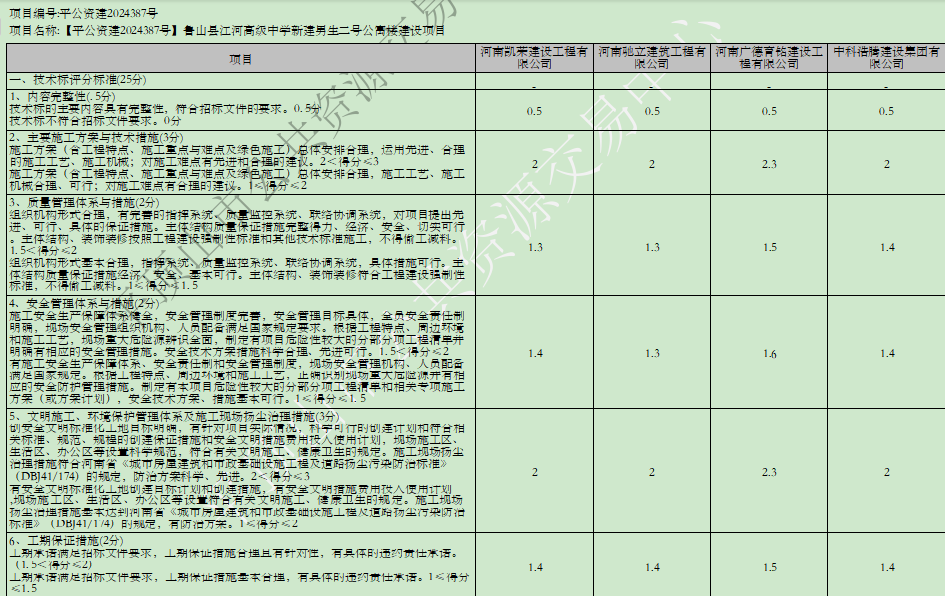 项目编号:平公资建2024387号
项目名称:【平公资建2024387号】鲁山县江河高级中学新建男生二号公寓楼建设项目
项目
河南凯荣建设工程有限公司
河南驰立建筑工程有限公司
河南广德育铭建设工程有限公司
中科浩腾建设集团有限公司
一、技术标评分标准(25分)
- - - -
1、内容完整性(.5分)
技术标的主要内容具有完整性，符合招标文件的要求。0.5分
技术标不符合招标文件要求。0分
0.5 0.5 0.5 0.5
2、主要施工方案与技术措施(3分)
施工方案（含工程特点、施工重点与难点及绿色施工）总体安排合理，运用先进、合理
的施工工艺、施工机械；对施工难点有先进和合理的建议。2＜得分≤3
施工方案（含工程特点、施工重点与难点及绿色施工）总体安排合理，施工工艺、施工
机械合理、可行；对施工难点有合理的建议。1≤得分≤2
2 2 2.3 2
3、质量管理体系与措施(2分)
组织机构形式合理，有完善的指挥系统、质量监控系统、联络协调系统，对项目提出先
进、可行、具体的保证措施。主体结构质量保证措施完整得力、经济、安全、切实可行
。主体结构、装饰装修按照工程建设强制性标准和其他技术标准施工，不得偷工减料。
1.5＜得分≤2
组织机构形式基本合理，指挥系统、质量监控系统、联络协调系统，具体措施可行。主
体结构质量保证措施经济、安全、基本可行。主体结构、装饰装修符合工程建设强制性
标准，不得偷工减料。1≤得分≤1.5
1.3 1.3 1.5 1.4
4、安全管理体系与措施(2分)
施工安全生产保障体系健全，安全管理制度完善，安全管理目标具体，全员安全责任制
明确，现场安全管理组织机构、人员配备满足国家规定要求。根据工程特点、周边环境
和施工工艺，现场重大危险源辨识全面，制定有项目危险性较大的分部分项工程清单并
明确有相应的安全管理措施。安全技术方案措施科学合理、先进可行。1.5＜得分≤2
有施工安全生产保障体系、安全责任制和安全管理制度，现场安全管理机构、人员配备
满足国家规定。根据工程特点、周边环境和施工工艺，正确识别现场重大危险源并有相
应的安全防护管理措施。制定有本项目危险性较大的分部分项工程清单和相关专项施工
方案（或方案计划），安全技术方案、措施基本可行。1≤得分≤1.5
1.4 1.3 1.6 1.4
5、文明施工、环境保护管理体系及施工现场扬尘治理措施(3分)
创安全文明标准化工地目标明确，有针对项目实际情况，科学可行的创建计划和符合相
关标准、规范、规程的创建保证措施和安全文明措施费用投入使用计划，现场施工区、
生活区、办公区等设置科学规范，符合有关文明施工、健康卫生的规定。施工现场扬尘
治理措施符合河南省《城市房屋建筑和市政基础设施工程及道路扬尘污染防治标准》
（DBJ41/174）的规定，防治方案科学、先进。2＜得分≤3
有安全文明标准化工地创建目标计划和创建措施，有安全文明措施费用投入使用计划
,现场施工区、生活区、办公区等设置符合有关文明施工、健康卫生的规定。施工现场
扬尘治理措施基本达到河南省《城市房屋建筑和市政基础设施工程及道路扬尘污染防治
标准》（DBJ41/174）的规定，有防治方案。1≤得分≤2
2 2 2.3 2
6、工期保证措施(2分)
工期承诺满足招标文件要求，工期保证措施合理且有针对性，有具体的违约责任承诺。
（1.5＜得分≤2）
工期承诺满足招标文件要求，工期保证措施基本合理，有具体的违约责任承诺。1≤得分
≤1.5
1.4 1.4 1.5 1.4